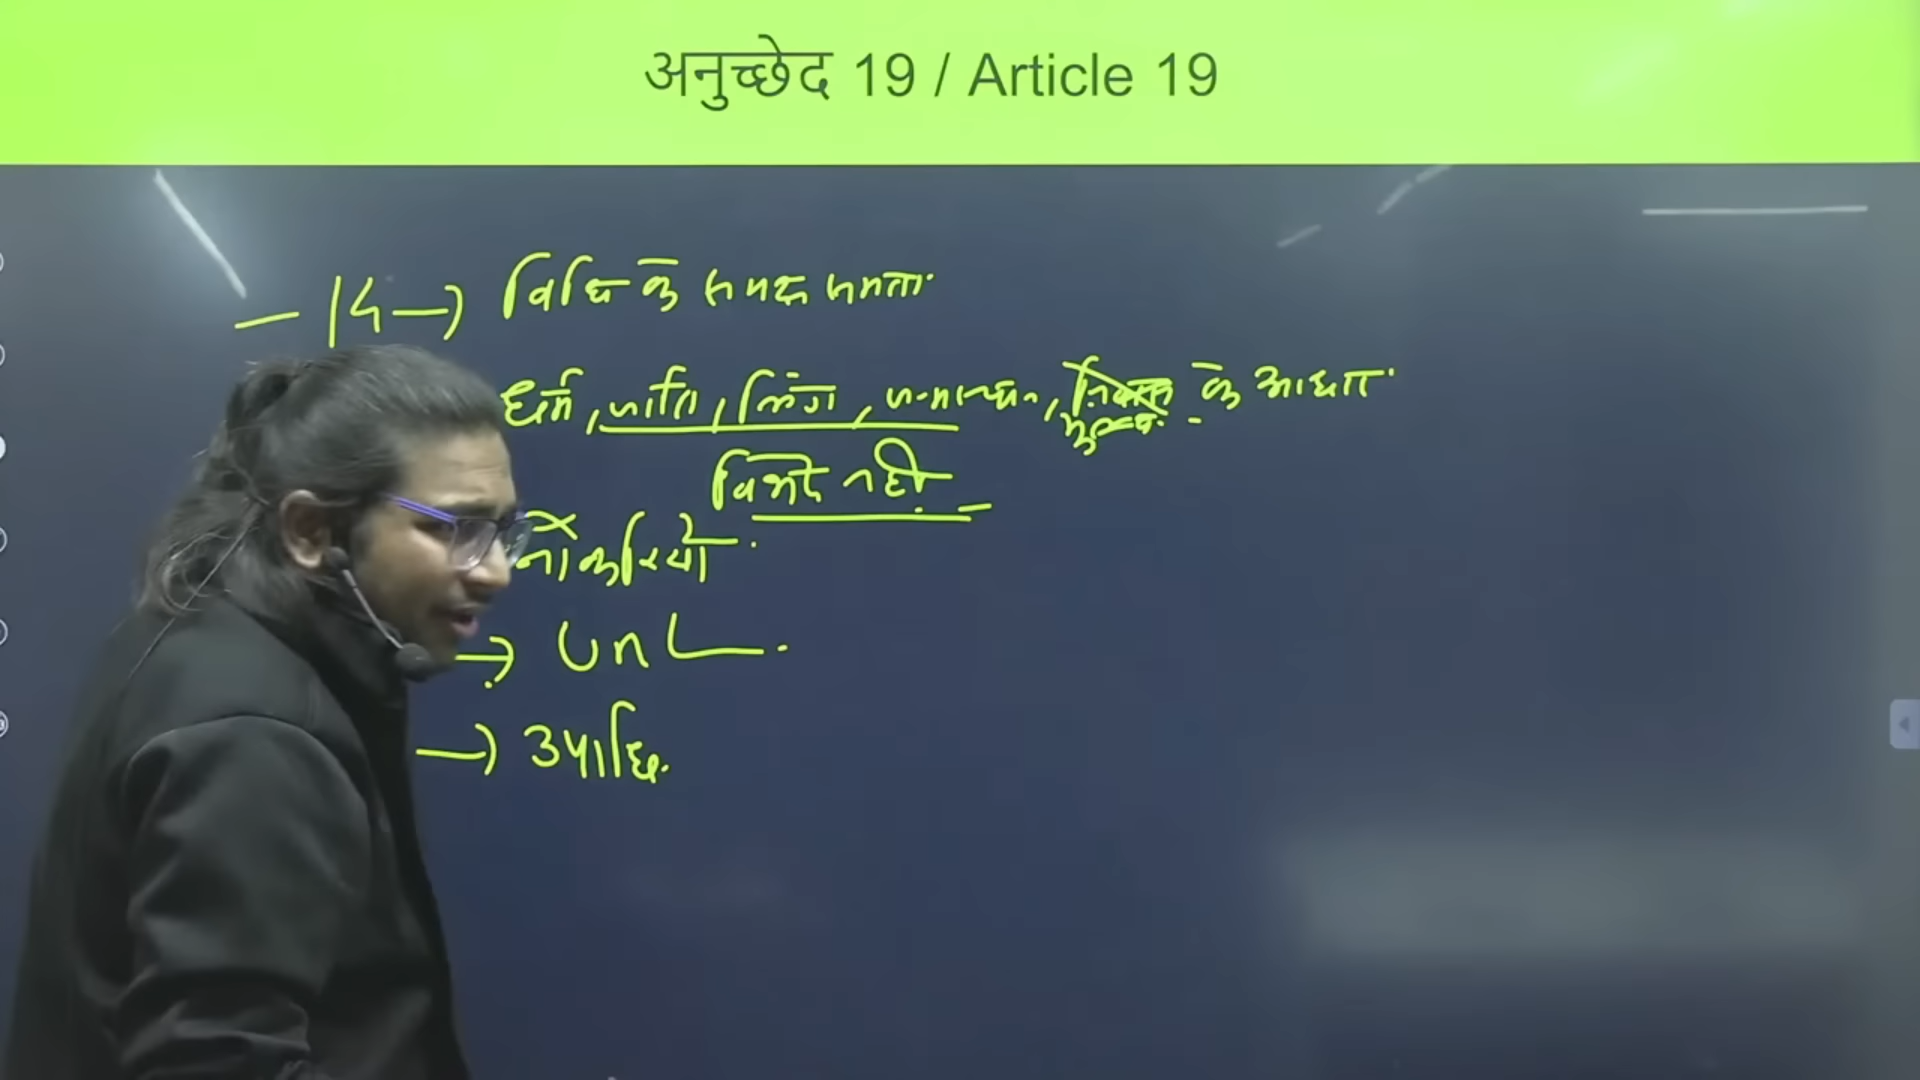 अनुच्छेद 19 / Article 19
- 14 → विधि के समक्ष समता
धर्म, जाति, लिंग, जन्मस्थान, के आधार
विभेद नहीं
नौकरियों
→ UnL
→ उपाधि